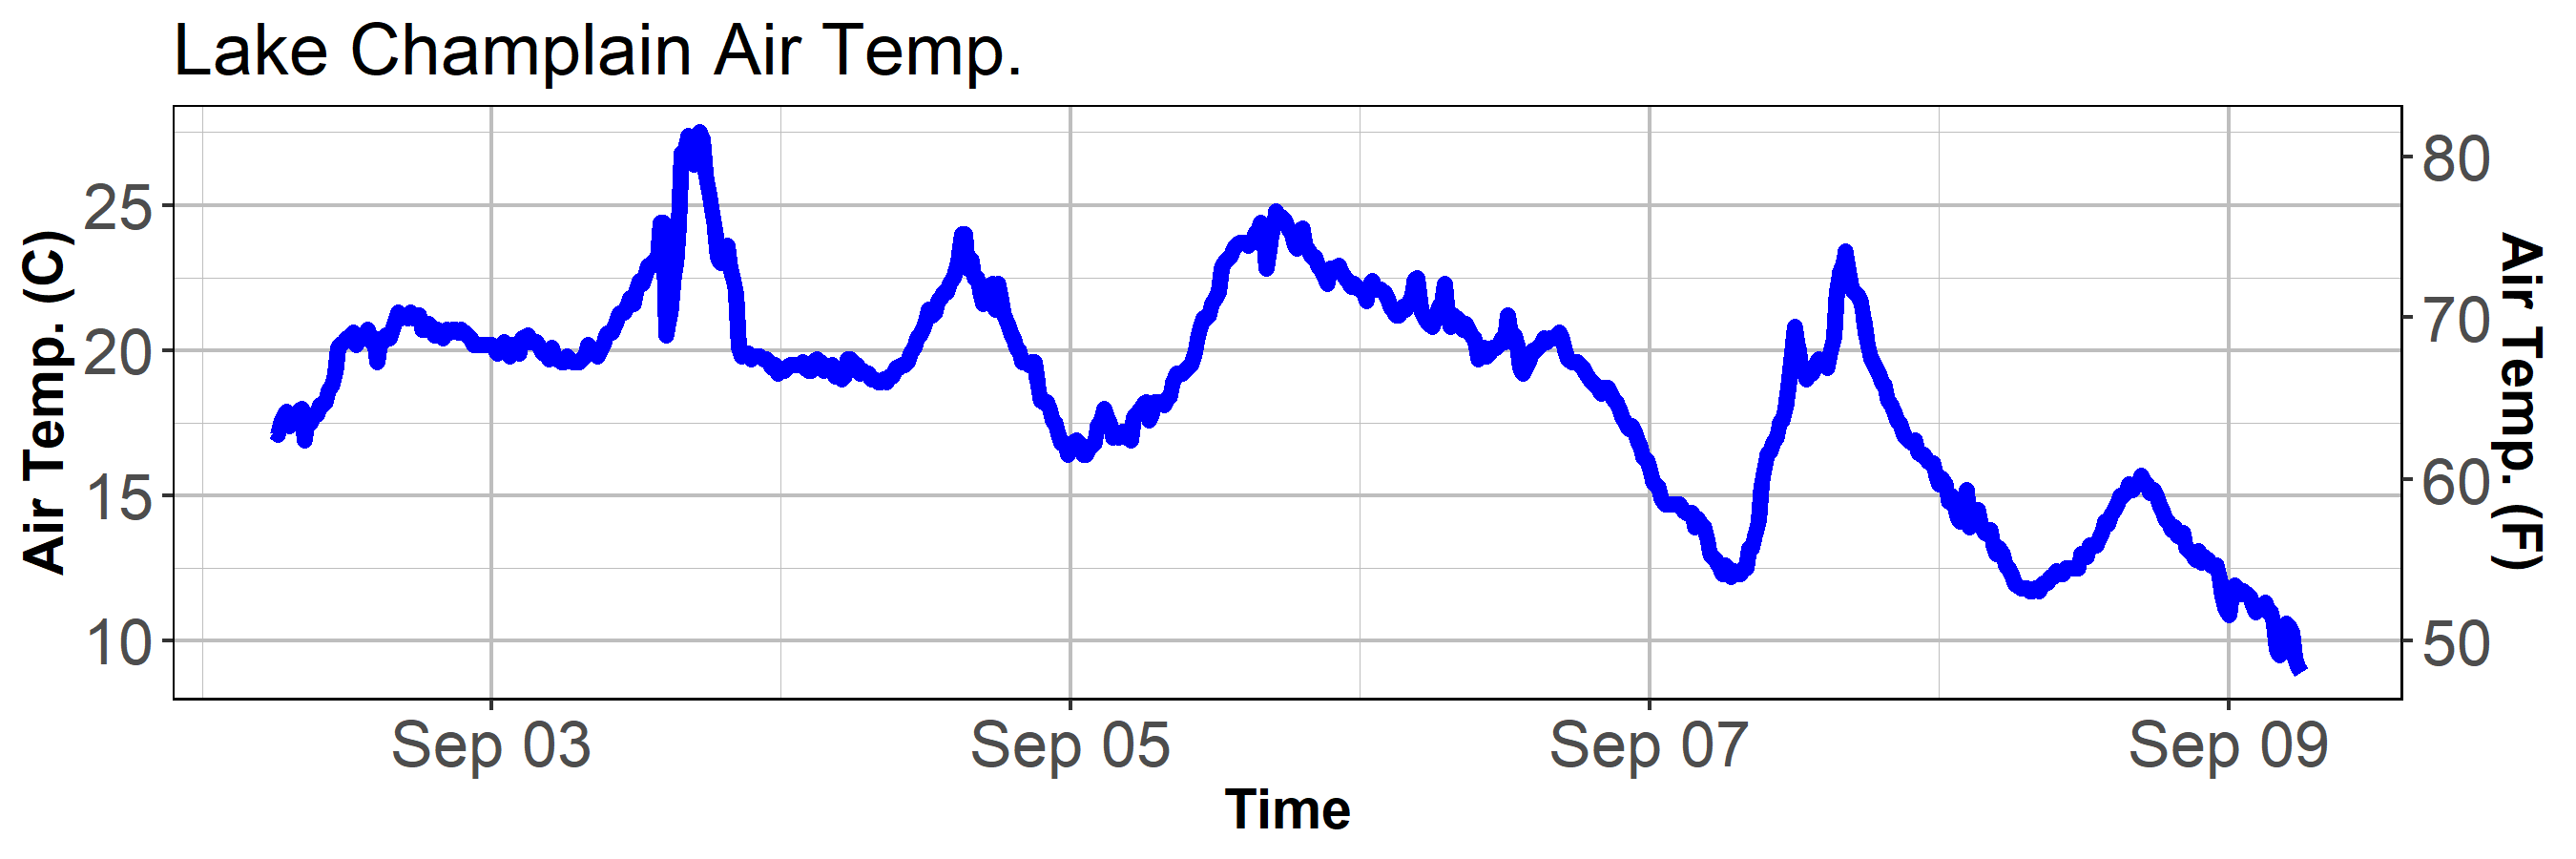 Lake Champlain Air Temp.
Air Temp. (C)
25
20
15
10
80
70
60
50
Air Temp. (F)
Sep 03 Sep 05 Sep 07 Sep 09
Time